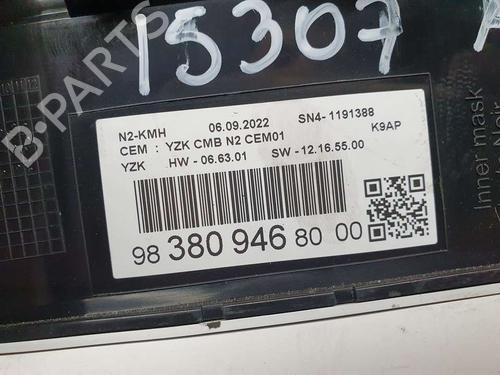 15307
B-PARTS
N2-KMH 06.09.2022 SN4- 1191388
CEM : YZK CMB N2 CEM01 K9AP
YZK HW - 06.63.01 SW - 12.16.55.00
98 380 946 80 00
Inner mask